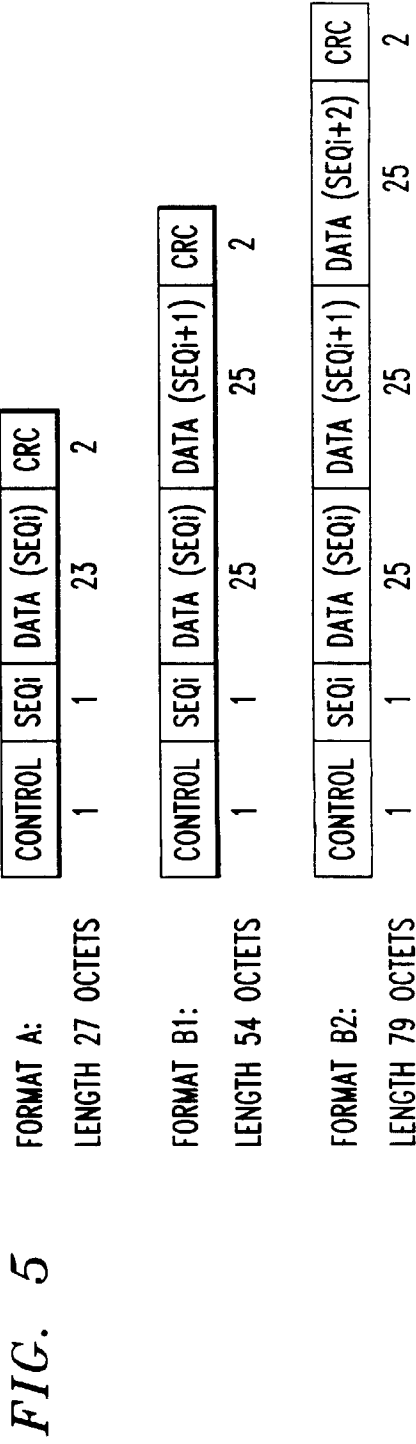 FIG. 5
FORMAT A: CONTROL SEQi DATA (SEQi) CRC
LENGTH 27 OCTETS 1 1 23 2
FORMAT B1: CONTROL SEQi DATA (SEQi) DATA (SEQi+1) CRC
LENGTH 54 OCTETS 1 1 25 25 2
FORMAT B2: CONTROL SEQi DATA (SEQi) DATA (SEQi+1) DATA (SEQi+2) CRC
LENGTH 79 OCTETS 1 1 25 25 25 2